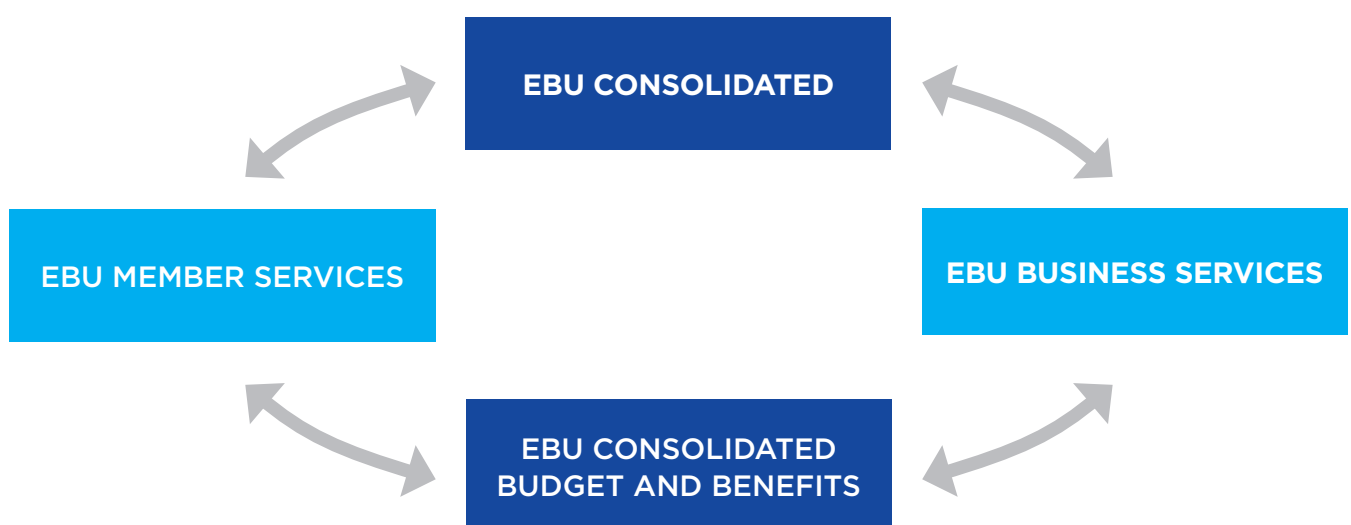 EBU CONSOLIDATED
EBU MEMBER SERVICES
EBU BUSINESS SERVICES
EBU CONSOLIDATED
BUDGET AND BENEFITS